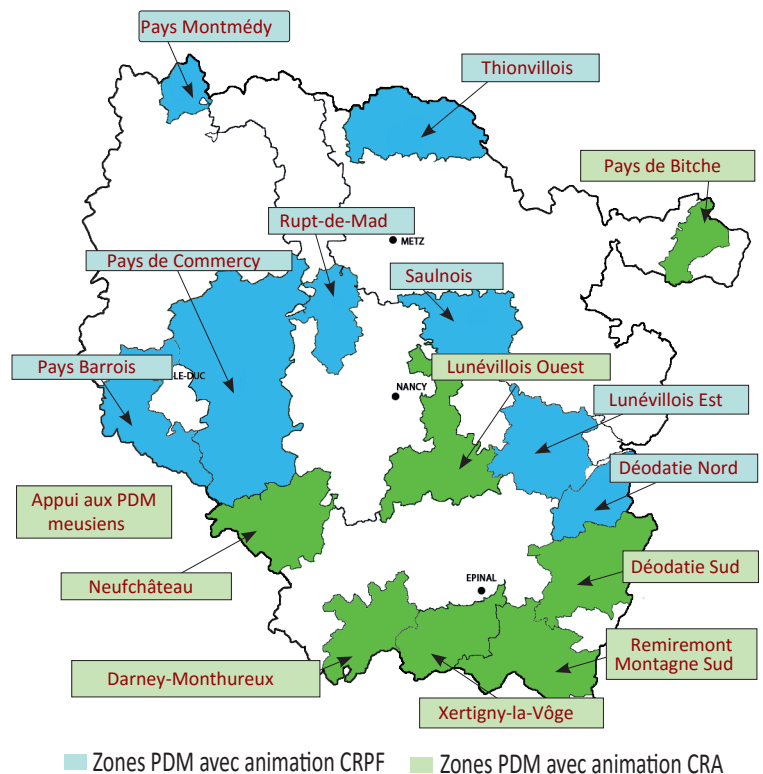 Pays Montmédy
Thionvillois
Pays de Bitche
Rupt-de-Mad
METZ
Pays de Commercy
Saulnois
Pays Barrois
-LE-DUC
Lunévillois Ouest
NANCY
Lunévillois Est
Déodatie Nord
Appui aux PDM
meusiens
Neufchâteau
Déodatie Sud
EPINAL
Remiremont
Montagne Sud
Darney-Monthureux
Xertigny-la-Vôge
Zones PDM avec animation CRPF
Zones PDM avec animation CRA